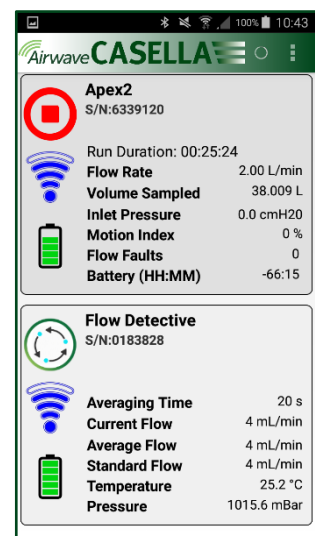 100% 10:43
Airwave CASELLA
Apex2
S/N:6339120
Run Duration: 00:25:24
Flow Rate 2.00 L/min
Volume Sampled 38.009 L
Inlet Pressure 0.0 cmH20
Motion Index 0 %
Flow Faults 0
Battery (HH:MM) -66:15
Flow Detective
S/N:0183828
Averaging Time 20 s
Current Flow 4 mL/min
Average Flow 4 mL/min
Standard Flow 4 mL/min
Temperature 25.2 °C
Pressure 1015.6 mBar